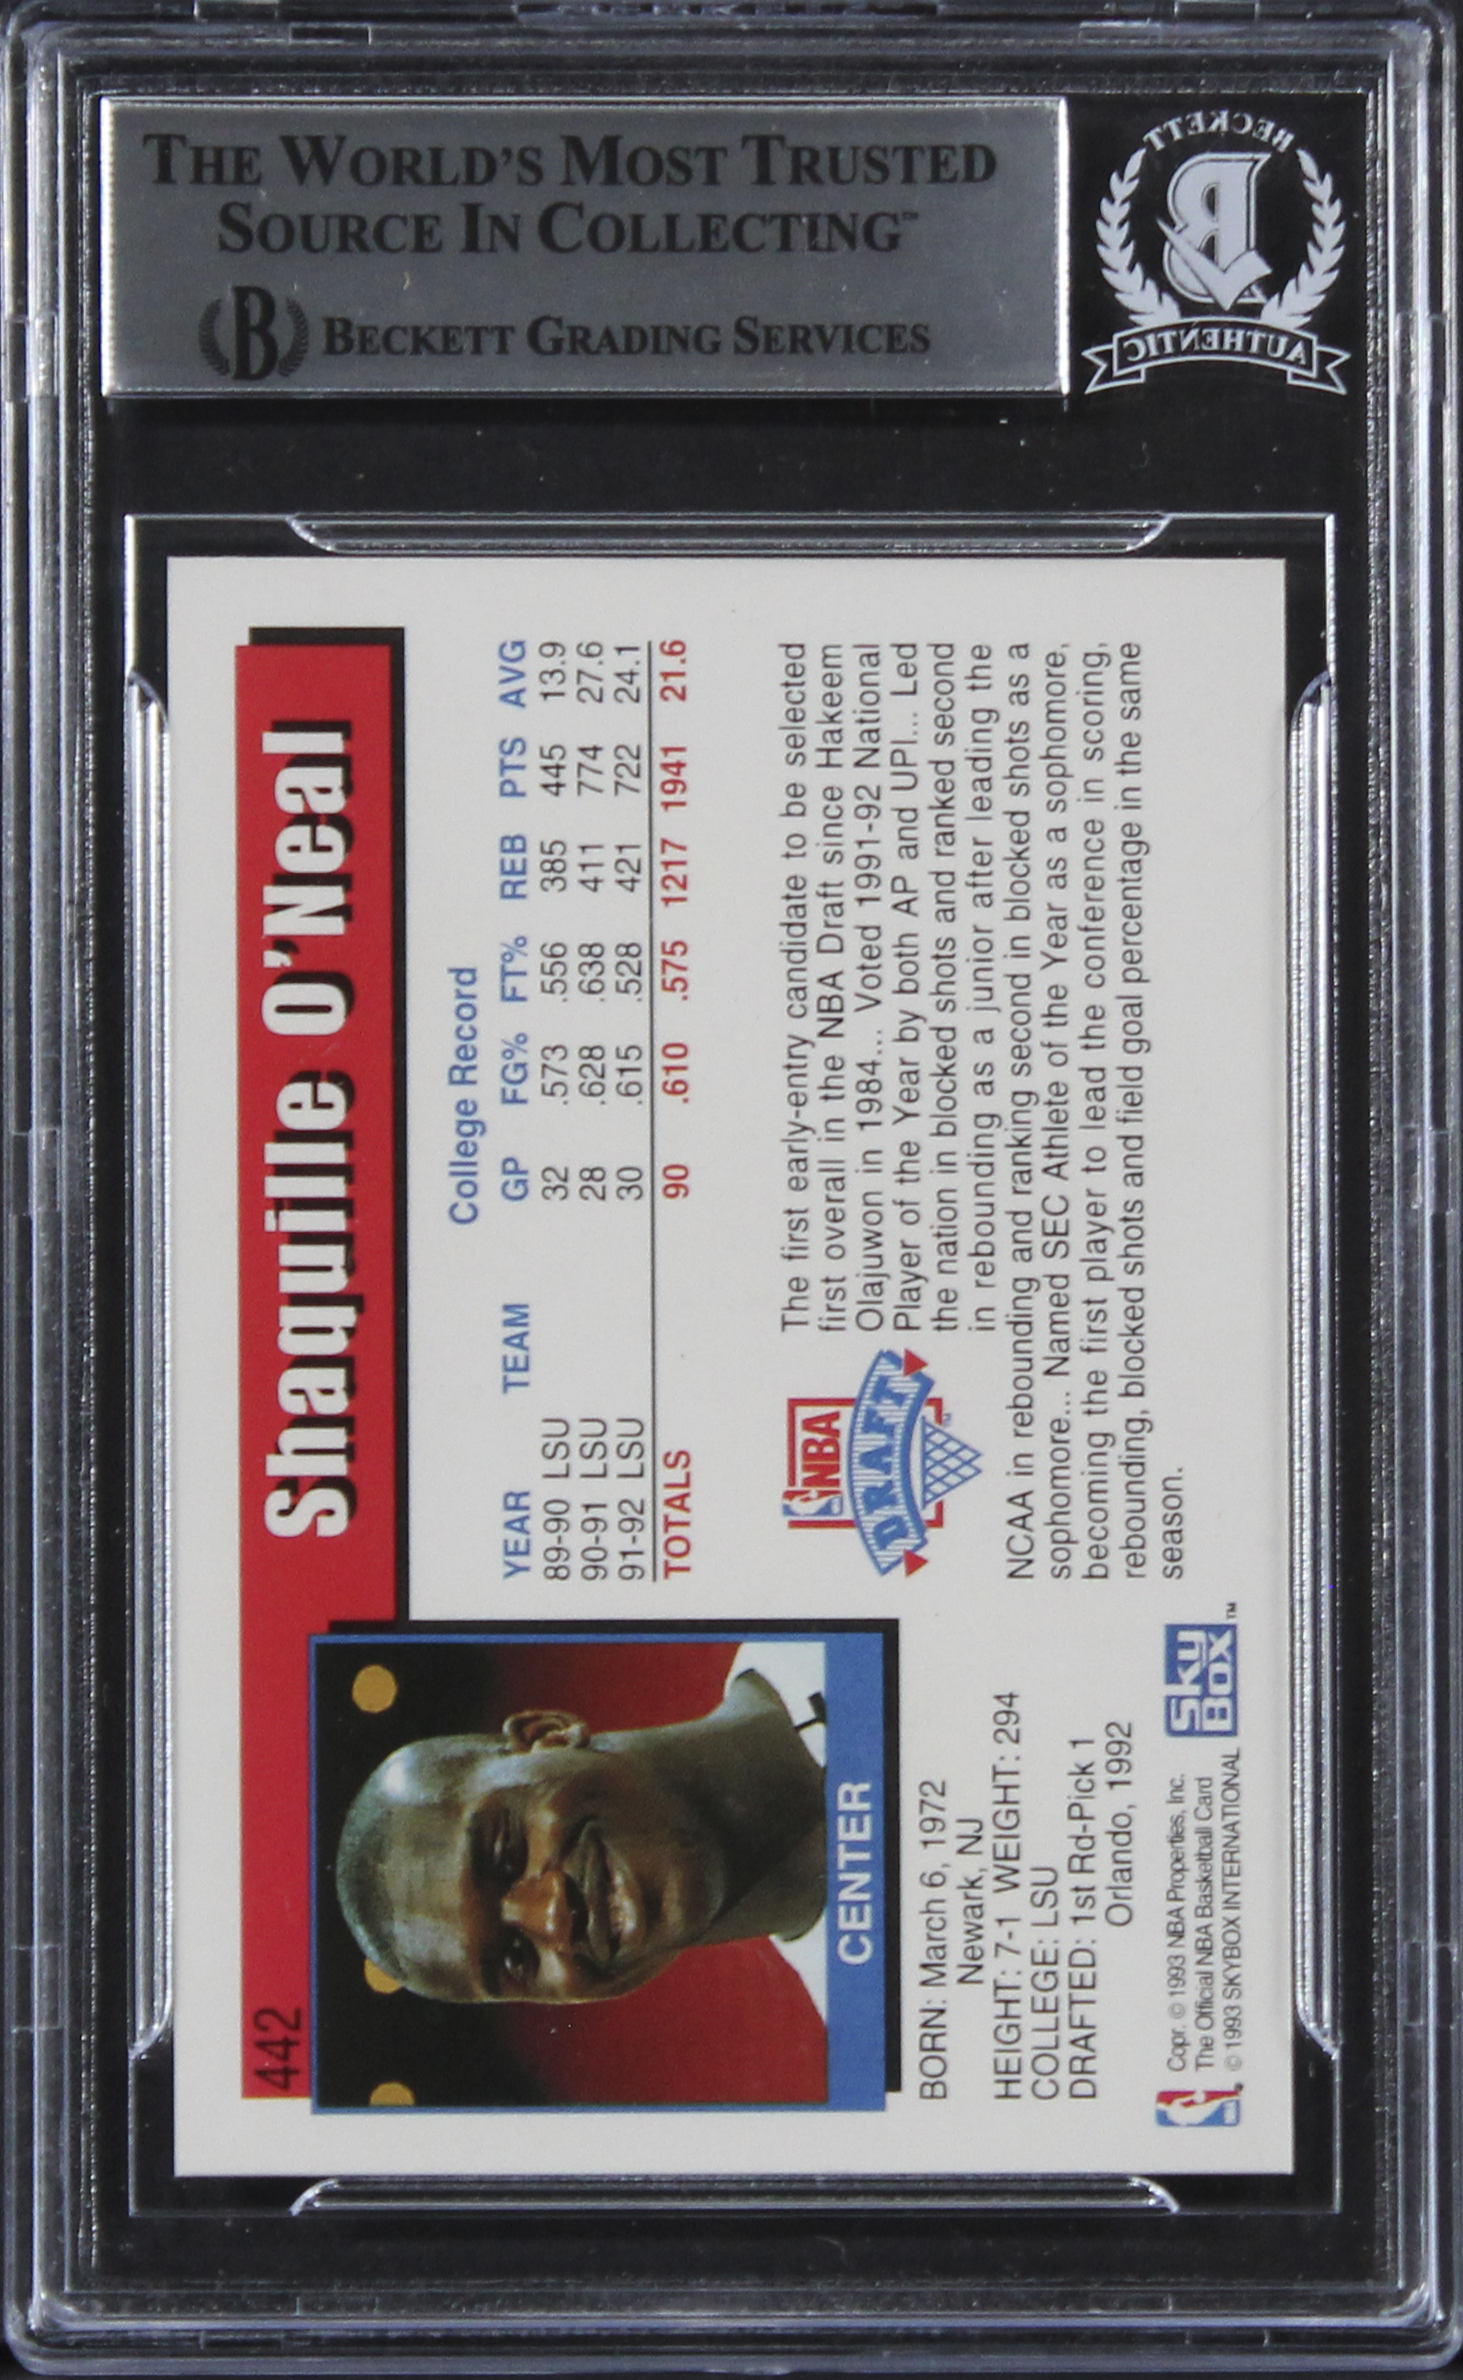 THE WORLD'S MOST TRUSTED
SOURCE IN COLLECTING™
B BECKETT GRADING SERVICES
BECKETT
B
AUTHENTIC
442
Shaquille O'Neal
CENTER
BORN: March 6, 1972
Newark, NJ
HEIGHT: 7-1 WEIGHT: 294
COLLEGE: LSU
DRAFTED: 1st Rd-Pick 1
Orlando, 1992
College Record
YEAR TEAM GP FG% FT% REB PTS AVG
89-90 LSU 32 .573 .556 385 445 13.9
90-91 LSU 28 .628 .638 411 774 27.6
91-92 LSU 30 .615 .528 421 722 24.1
TOTALS 90 .610 .575 1217 1941 21.6
NBA
DRAFT
The first early-entry candidate to be selected
first overall in the NBA Draft since Hakeem
Olajuwon in 1984... Voted 1991-92 National
Player of the Year by both AP and UPI... Led
the nation in blocked shots and ranked second
in rebounding as a junior after leading the
NCAA in rebounding and ranking second in blocked shots as a
sophomore... Named SEC Athlete of the Year as a sophomore,
becoming the first player to lead the conference in scoring,
rebounding, blocked shots and field goal percentage in the same
season.
Copr. © 1993 NBA Properties, Inc.
The Official NBA Basketball Card
© 1993 SKYBOX INTERNATIONAL
Sky
Box™